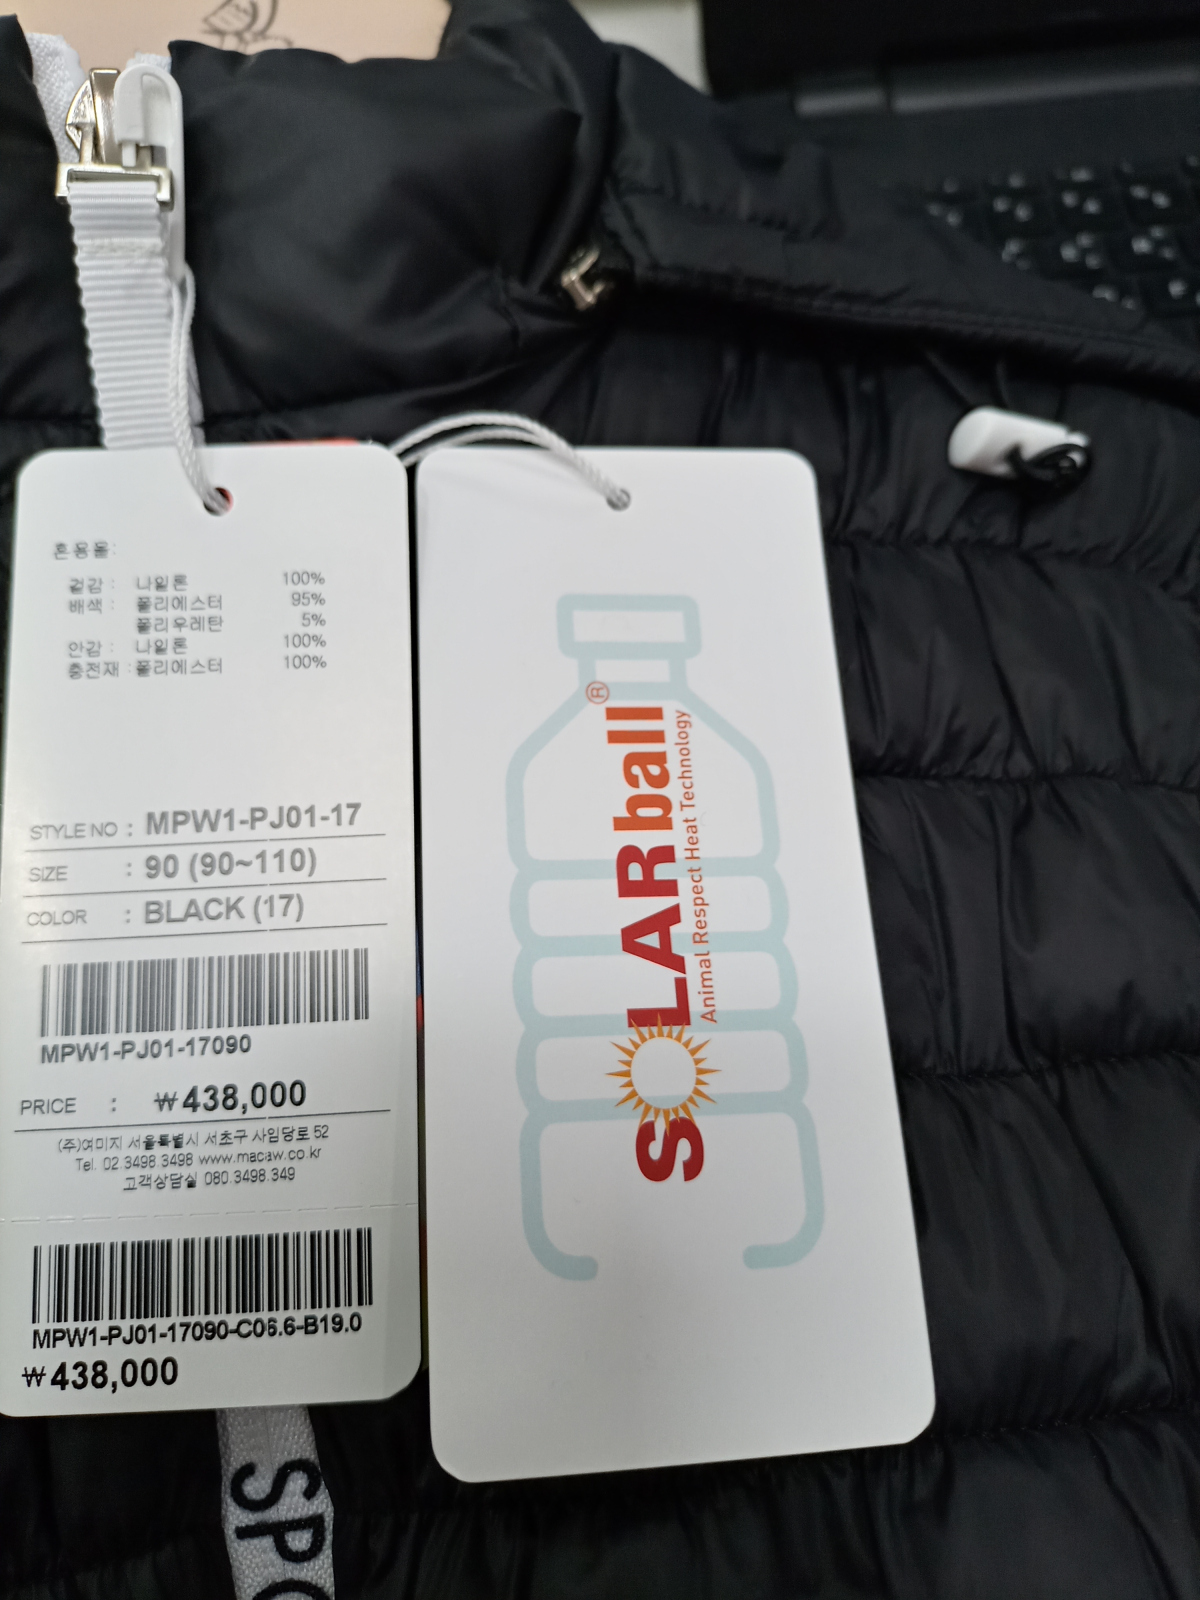 혼용율:
겉감 : 나일론 100%
배색 : 폴리에스터 95%
폴리우레탄 5%
안감 : 나일론 100%
충전재 : 폴리에스터 100%
STYLE NO : MPW1-PJ01-17
SIZE : 90 (90~110)
COLOR : BLACK (17)
MPW1-PJ01-17090
PRICE : ₩438,000
(주)여미지 서울특별시 서초구 사임당로 52
Tel. 02.3498.3498 www.macaw.co.kr
고객상담실 080.3498.349
MPW1-PJ01-17090-C06.6-B19.0
₩438,000
SOLARball®
Animal Respect Heat Technology
SPO